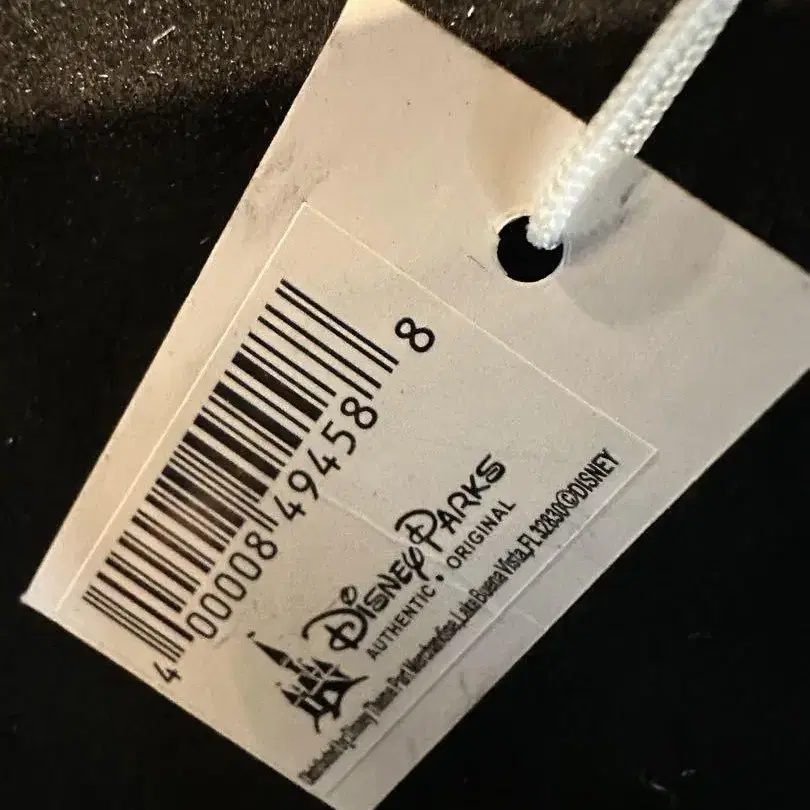 4 00008 49458 8
DISNEY PARKS
AUTHENTIC. ORIGINAL
Distributed by Disney Theme Park Merchandise, Lake Buena Vista, FL 32830 ©DISNEY